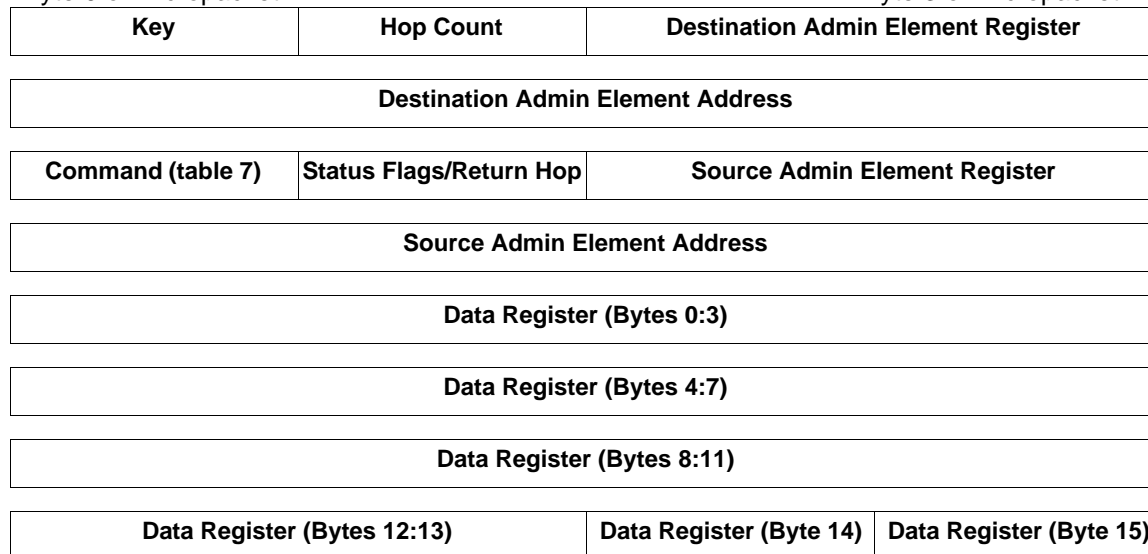 Key Hop Count Destination Admin Element Register
Destination Admin Element Address
Command (table 7) Status Flags/Return Hop Source Admin Element Register
Source Admin Element Address
Data Register (Bytes 0:3)
Data Register (Bytes 4:7)
Data Register (Bytes 8:11)
Data Register (Bytes 12:13) Data Register (Byte 14) Data Register (Byte 15)